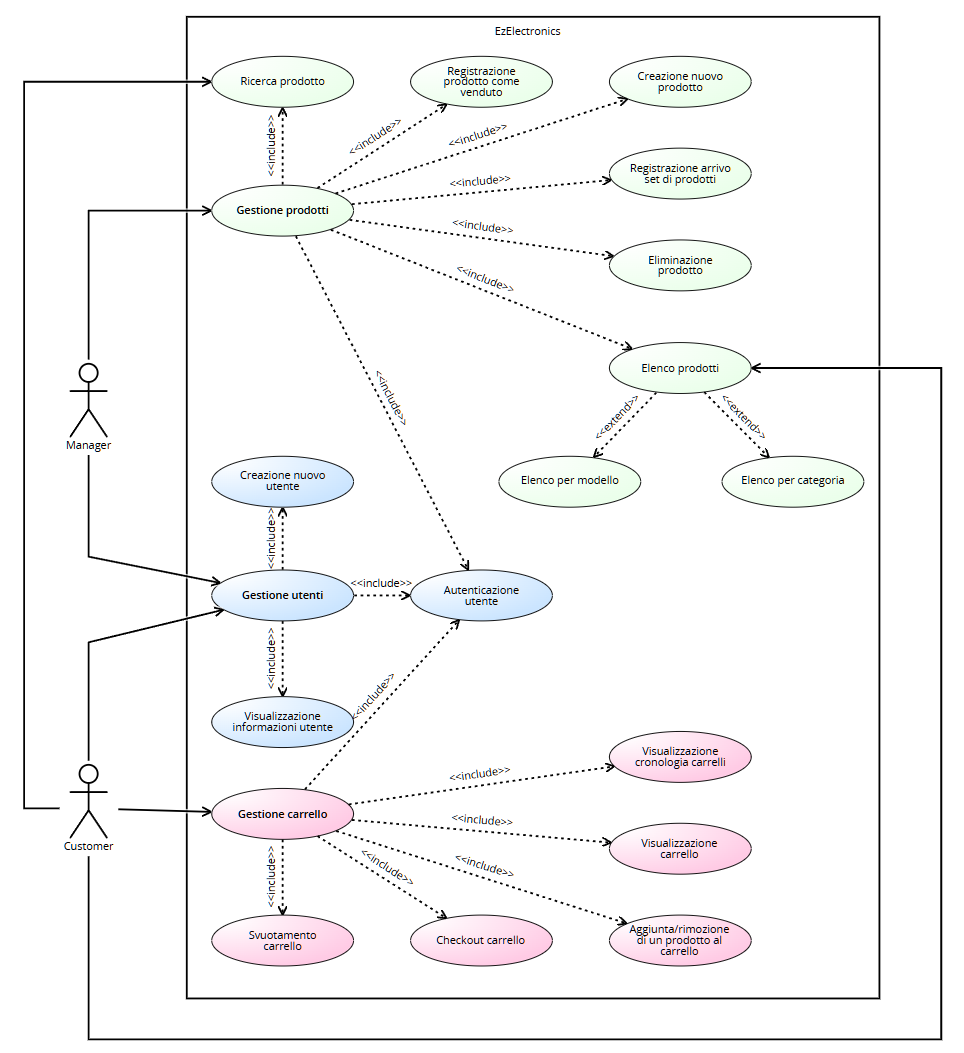 EzElectronics
Ricerca prodotto
Registrazione
prodotto come
venduto
Creazione nuovo
prodotto
<<include>>
<<include>>
<<include>>
Registrazione arrivo
set di prodotti
<<include>>
Gestione prodotti
<<include>>
Eliminazione
prodotto
<<include>>
Elenco prodotti
<<include>>
<<extend>>
<<extend>>
Manager
Creazione nuovo
utente
Elenco per modello
Elenco per categoria
<<include>>
Gestione utenti
<<include>>
Autenticazione
utente
<<include>>
<<include>>
Visualizzazione
informazioni utente
Visualizzazione
cronologia carrelli
<<include>>
Gestione carrello
<<include>>
Customer
Visualizzazione
carrello
<<include>>
<<include>>
<<include>>
Svuotamento
carrello
Checkout carrello
Aggiunta/rimozione
di un prodotto al
carrello